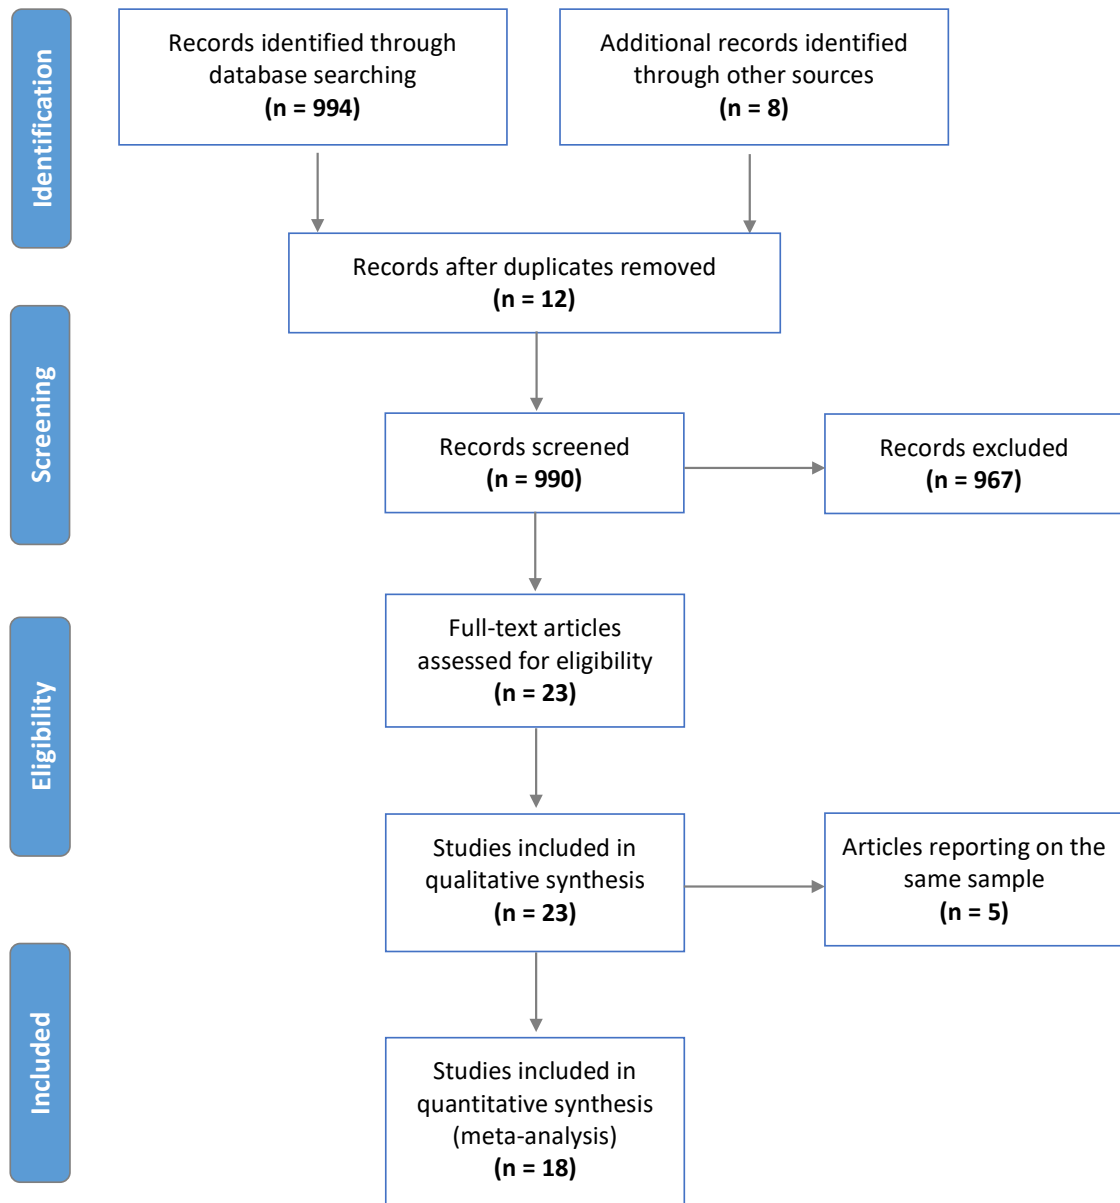 Identification
Records identified through
database searching
(n = 994)
Additional records identified
through other sources
(n = 8)
Records after duplicates removed
(n = 12)
Screening
Records screened
(n = 990)
Records excluded
(n = 967)
Eligibility
Full-text articles
assessed for eligibility
(n = 23)
Studies included in
qualitative synthesis
(n = 23)
Articles reporting on the
same sample
(n = 5)
Included
Studies included in
quantitative synthesis
(meta-analysis)
(n = 18)